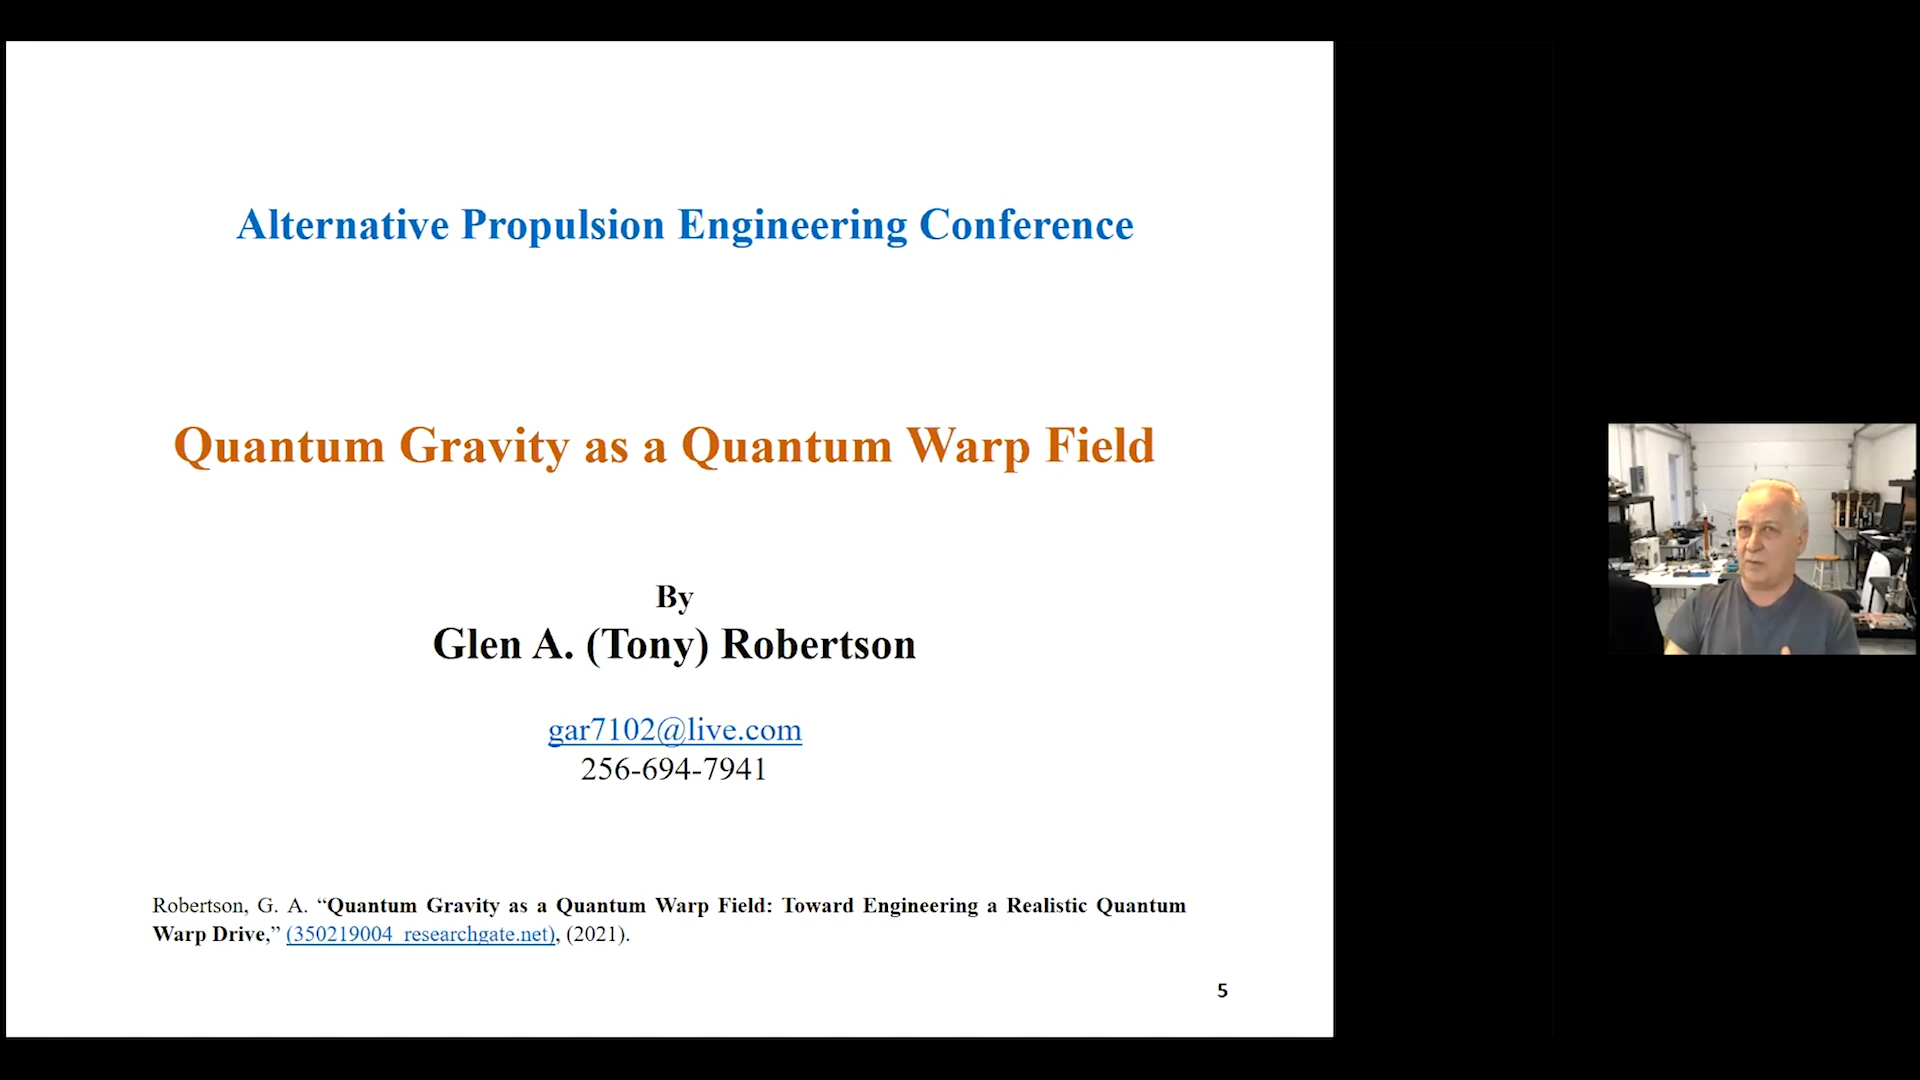 Alternative Propulsion Engineering Conference
Quantum Gravity as a Quantum Warp Field
By
Glen A. (Tony) Robertson
gar7102@live.com
256-694-7941
Robertson, G. A. “Quantum Gravity as a Quantum Warp Field: Toward Engineering a Realistic Quantum
Warp Drive,” (350219004_researchgate.net), (2021).
5